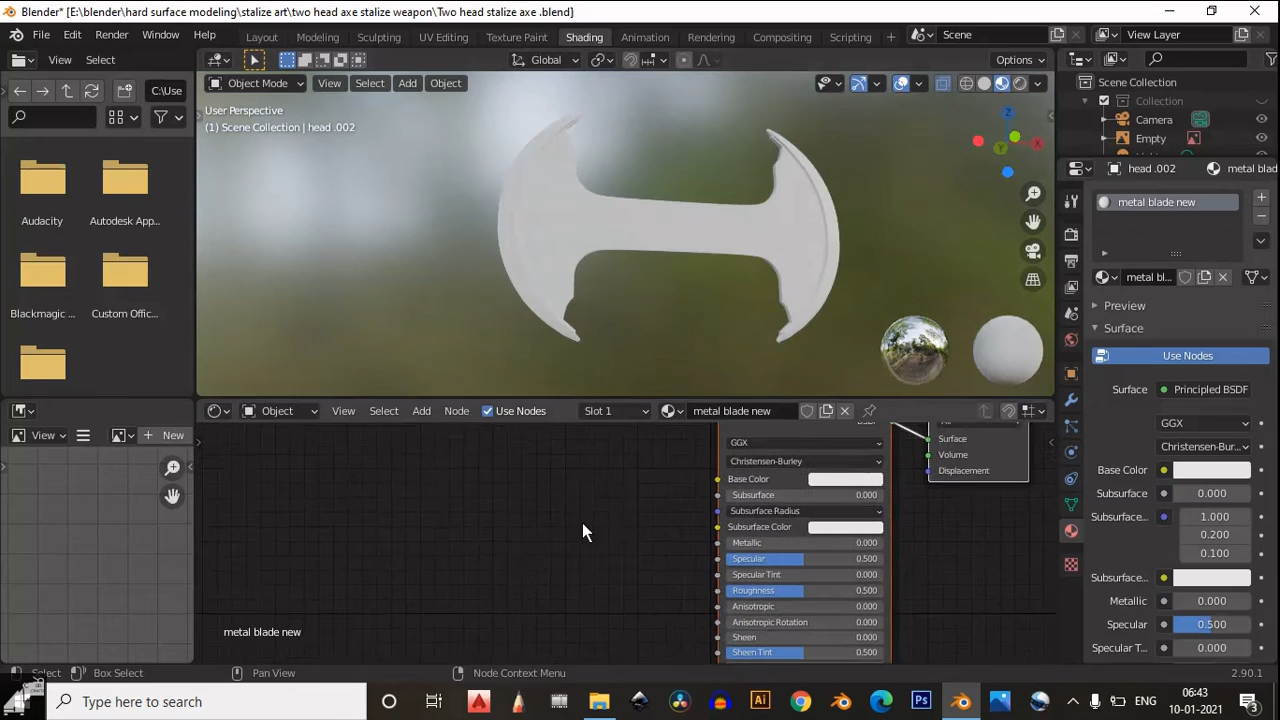 Blender* [E:\blender\hard surface modeling\stalize art\two head axe stalize weapon\Two head stalize axe .blend]
File Edit Render Window Help Layout Modeling Sculpting UV Editing Texture Paint Shading Animation Rendering Compositing Scripting + Scene View Layer
View Select Global Options
C:\Use Object Mode View Select Add Object Scene Collection
User Perspective Collection
(1) Scene Collection | head .002 Camera
Z X Y Empty
head .002 metal blad
Audacity Autodesk App... metal blade new
Blackmagic ... Custom Offic... metal bl...
Preview
Surface
Use Nodes
Surface Principled BSDF
View New Object View Select Add Node Use Nodes Slot 1 metal blade new
GGX Surface GGX
Christensen-Burley Volume Christensen-Bur...
Base Color Displacement Base Color
Subsurface 0.000 Subsurface 0.000
Subsurface Radius Subsurface... 1.000
Subsurface Color 0.200
Metallic 0.000 0.100
Specular 0.500 Subsurface...
Specular Tint 0.000
Roughness 0.500 Metallic 0.000
Anisotropic 0.000
Anisotropic Rotation 0.000 Specular 0.500
metal blade new Sheen 0.000
Sheen Tint 0.500 Specular T... 0.000
Select Box Select Pan View Node Context Menu 2.90.1
Type here to search Ai Ps ENG 06:43
10-01-2021 3